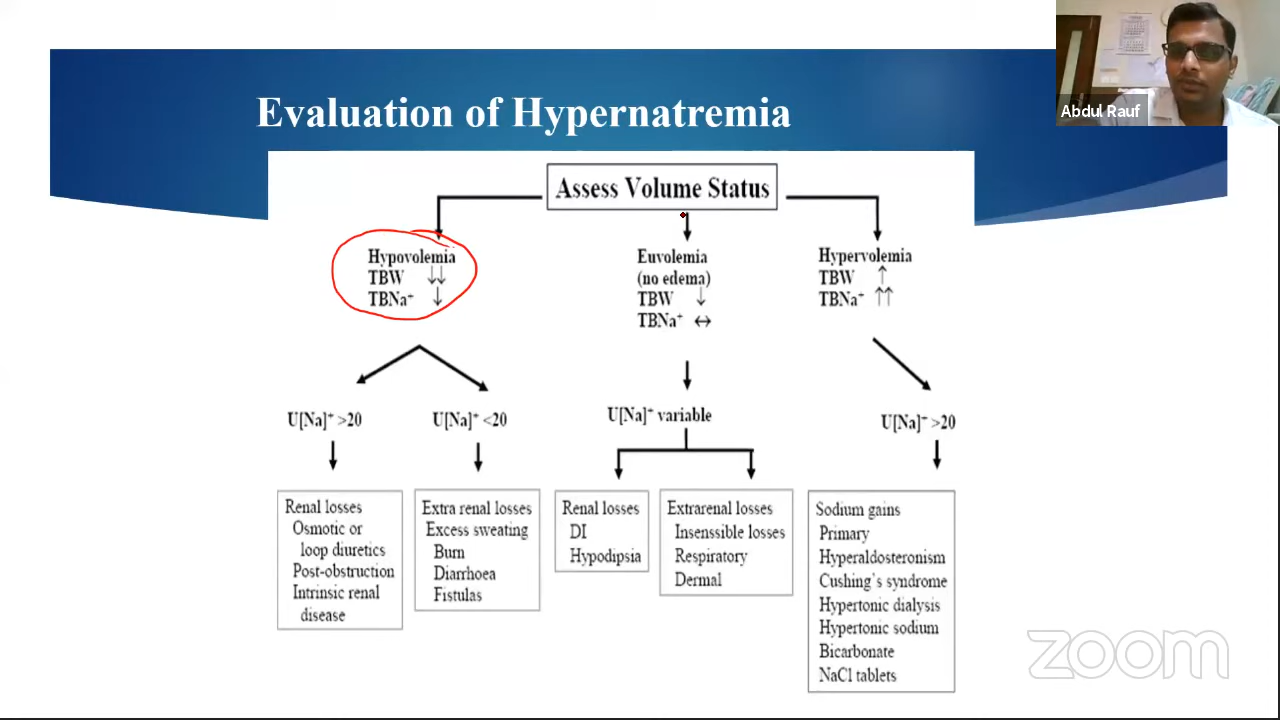 Evaluation of Hypernatremia
Abdul Rauf
Assess Volume Status
Hypovolemia
TBW ↓↓
TBNa⁺ ↓
Euvolemia
(no edema)
TBW ↓
TBNa⁺ ↔
Hypervolemia
TBW ↑
TBNa⁺ ↑↑
U[Na]⁺ >20
U[Na]⁺ <20
U[Na]⁺ variable
U[Na]⁺ >20
Renal losses
Osmotic or
loop diuretics
Post-obstruction
Intrinsic renal
disease
Extra renal losses
Excess sweating
Burn
Diarrhoea
Fistulas
Renal losses
DI
Hypodipsia
Extrarenal losses
Insenssible losses
Respiratory
Dermal
Sodium gains
Primary
Hyperaldosteronism
Cushing's syndrome
Hypertonic dialysis
Hypertonic sodium
Bicarbonate
NaCl tablets
zoom